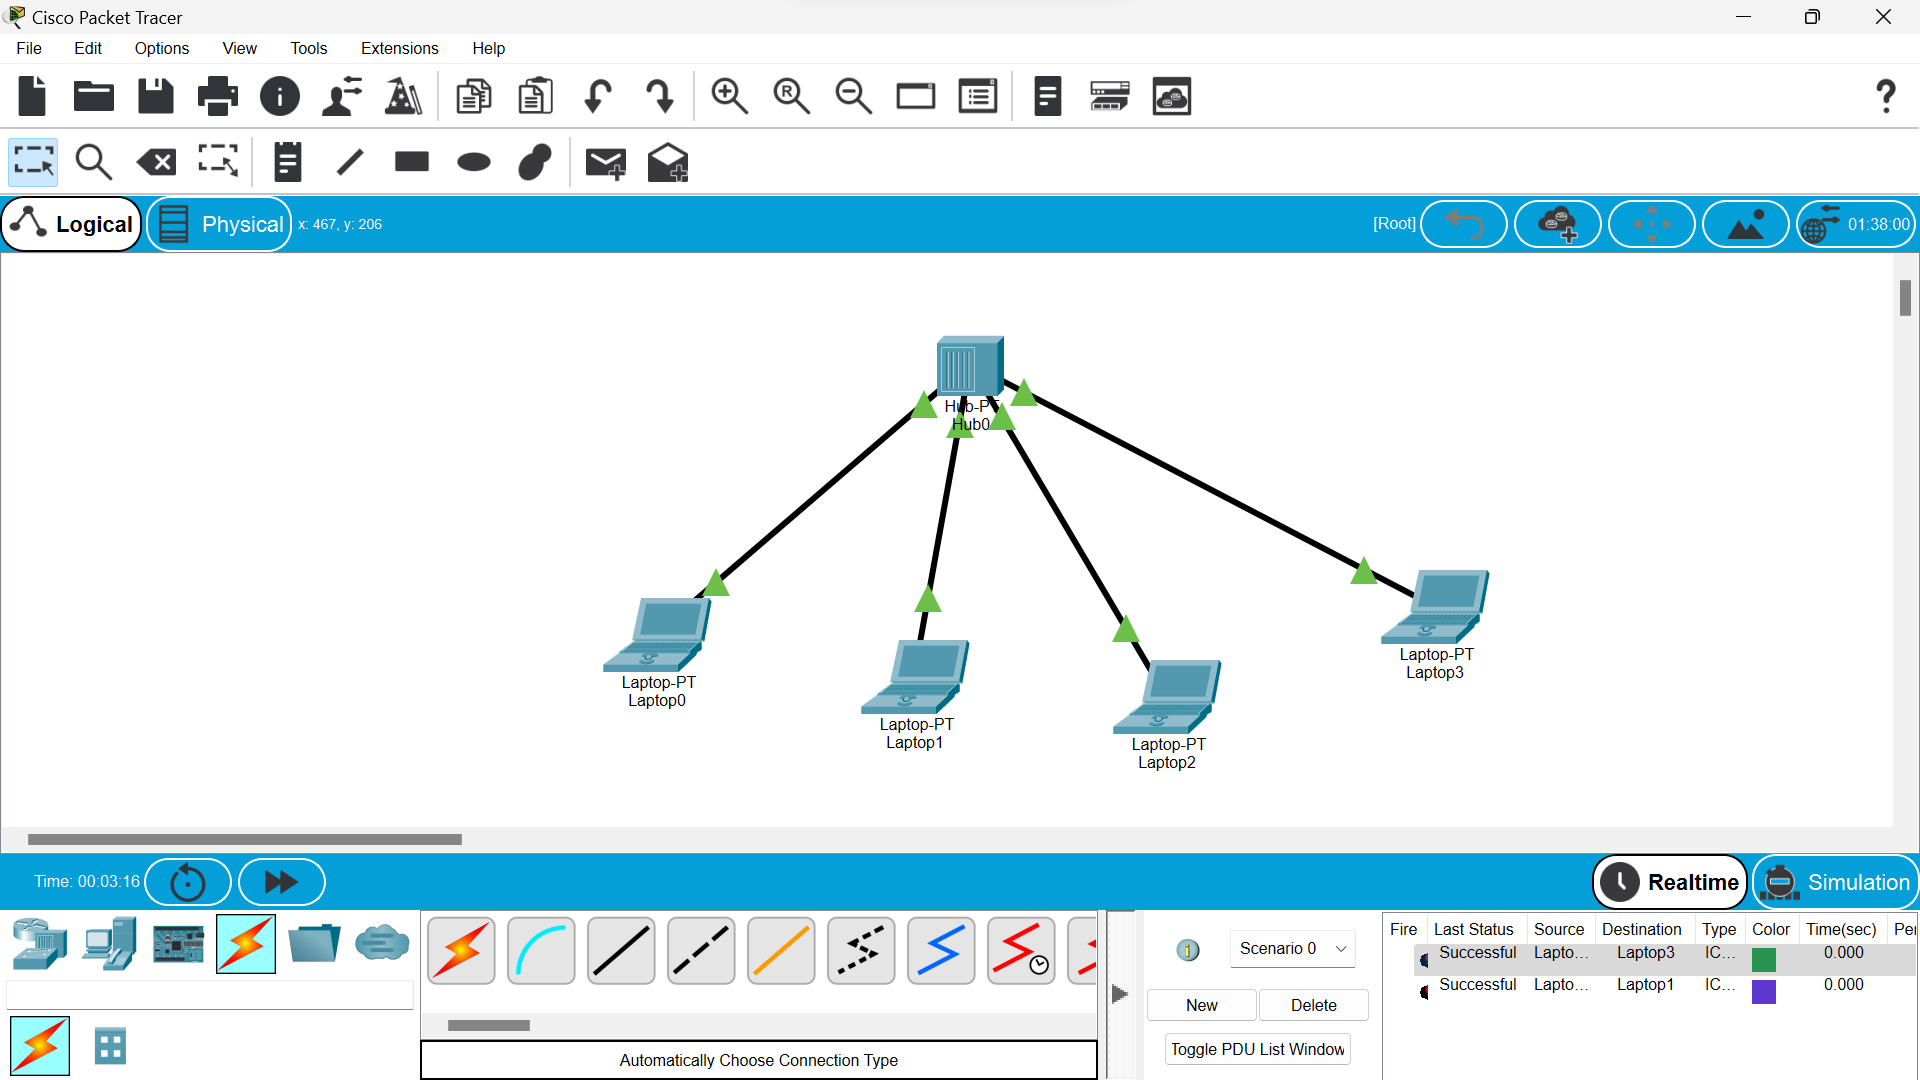 Cisco Packet Tracer
File Edit Options View Tools Extensions Help
Logical Physical x: 467, y: 206 [Root] 01:38:00
Hub-PT
Hub0
Laptop-PT
Laptop0
Laptop-PT
Laptop1
Laptop-PT
Laptop2
Laptop-PT
Laptop3
Time: 00:03:16 Realtime Simulation
Scenario 0
New Delete
Toggle PDU List Window
Automatically Choose Connection Type
Fire Last Status Source Destination Type Color Time(sec) Per
Successful Lapto... Laptop3 IC... 0.000
Successful Lapto... Laptop1 IC... 0.000